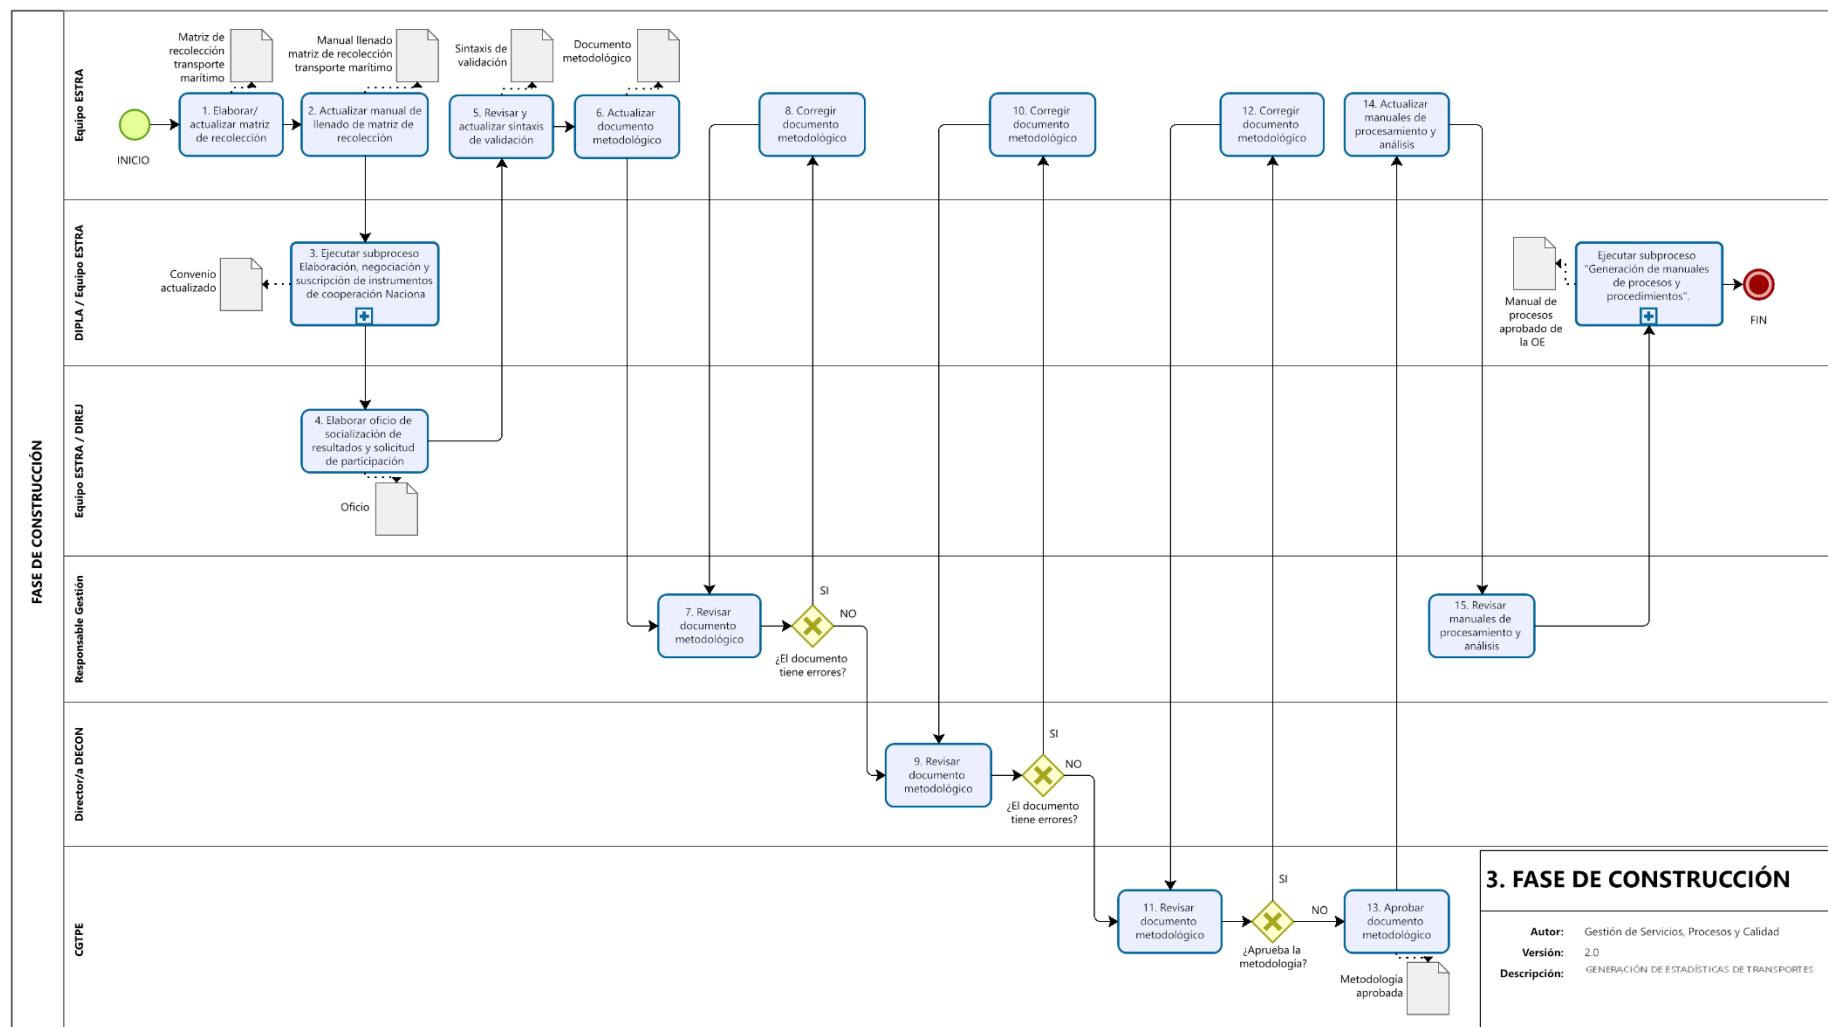 FASE DE CONSTRUCCIÓN
Equipo ESTRA
INICIO
Matriz de
recolección
transporte
marítimo
1. Elaborar/
actualizar matriz
de recolección
Manual llenado
matriz de recolección
transporte marítimo
2. Actualizar manual de
llenado de matriz de
recolección
Sintaxis de
validación
5. Revisar y
actualizar sintaxis
de validación
Documento
metodológico
6. Actualizar
documento
metodológico
8. Corregir
documento
metodológico
10. Corregir
documento
metodológico
12. Corregir
documento
metodológico
14. Actualizar
manuales de
procesamiento y
análisis
DIPLA / Equipo ESTRA
Convenio
actualizado
3. Ejecutar subproceso
Elaboración, negociación y
suscripción de instrumentos
de cooperación Naciona
Manual de
procesos
aprobado de
la OE
Ejecutar subproceso
"Generación de manuales
de procesos y
procedimientos".
FIN
Equipo ESTRA / DIREJ
4. Elaborar oficio de
socialización de
resultados y solicitud
de participación
Oficio
Responsable Gestión
7. Revisar
documento
metodológico
SI
NO
¿El documento
tiene errores?
15. Revisar
manuales de
procesamiento y
análisis
Director/a DECON
9. Revisar
documento
metodológico
SI
NO
¿El documento
tiene errores?
CGTPE
11. Revisar
documento
metodológico
SI
NO
¿Aprueba la
metodología?
13. Aprobar
documento
metodológico
Metodología
aprobada
3. FASE DE CONSTRUCCIÓN
Autor: Gestión de Servicios, Procesos y Calidad
Versión: 2.0
Descripción: GENERACIÓN DE ESTADÍSTICAS DE TRANSPORTES